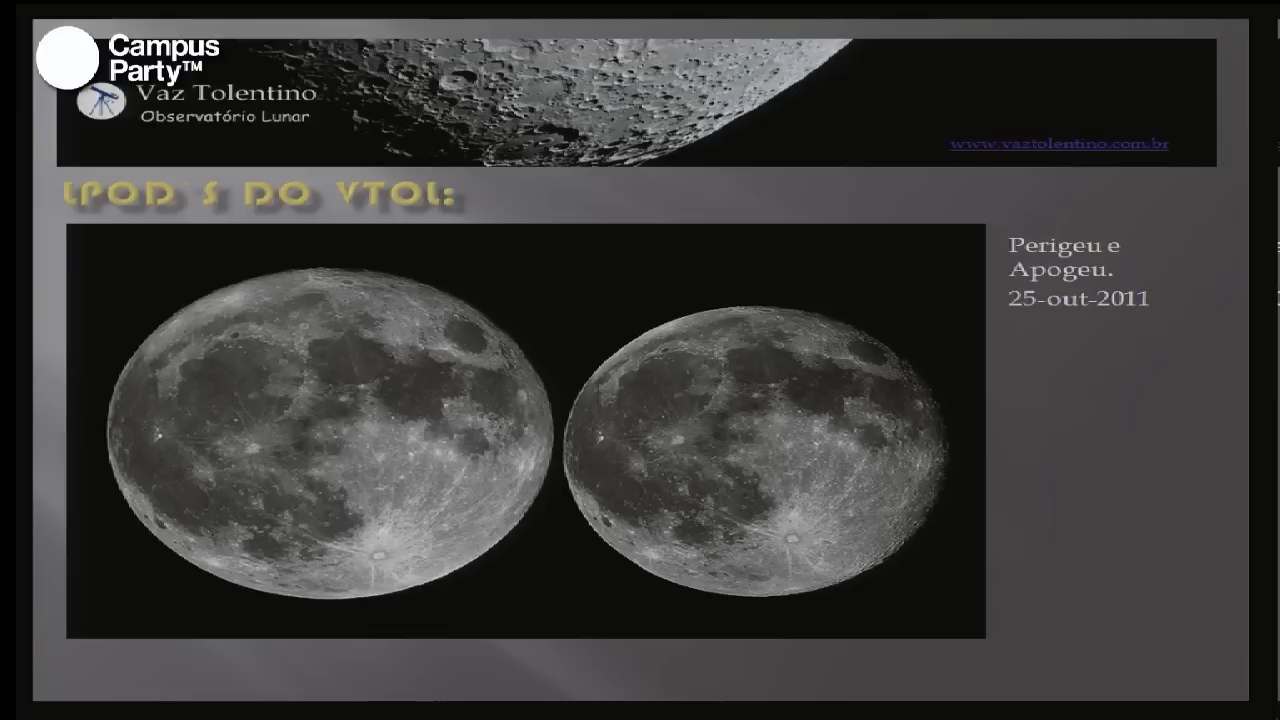 Campus
Party™
Vaz Tolentino
Observatório Lunar
www.vaztolentino.com.br
LPOD´S DO VTOL:
Perigeu e
Apogeu.
25-out-2011